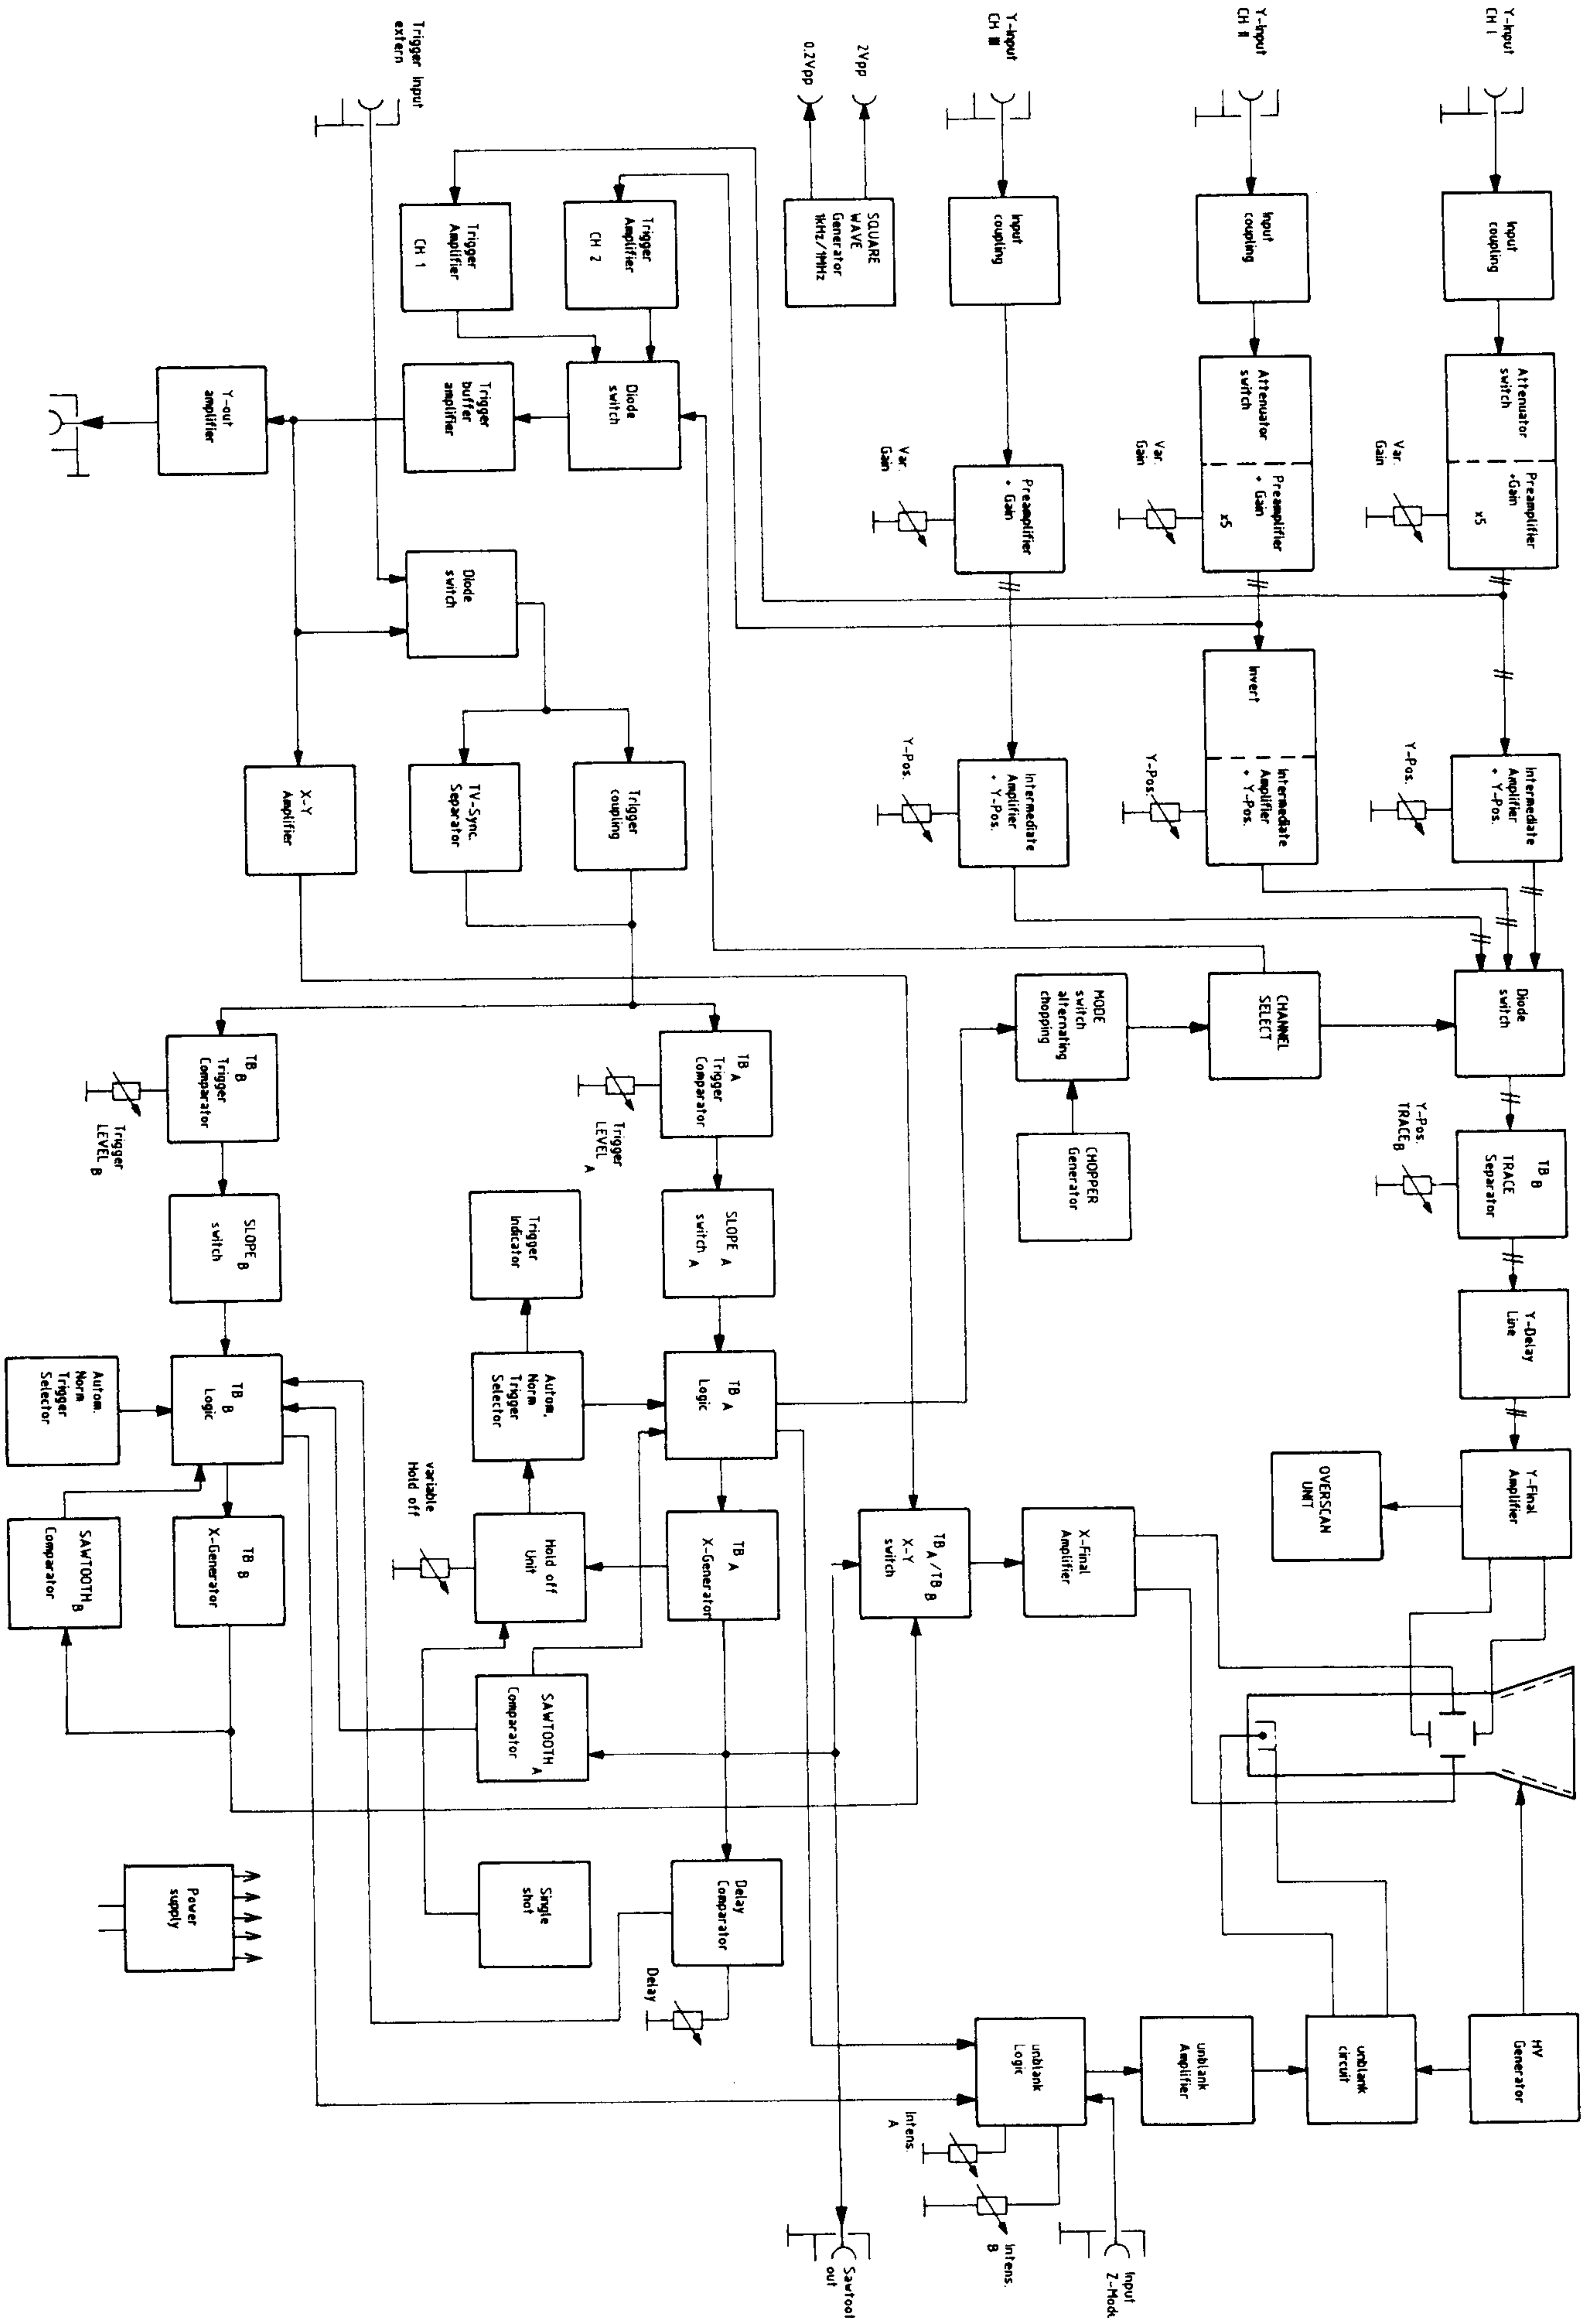 Y-Input
CH I
Input
coupling
Attenuator
switch
Preamplifier
+Gain
x5
Var.
Gain
Intermediate
Amplifier
+ Y-Pos.
Y-Pos.
Diode
switch
TB B
TRACE
Separator
Y-Pos.
TRACE B
Y-Delay
Line
Y-Final
Amplifier
OVERSCAN
UNIT
HV
Generator
Y-Input
CH II
Input
coupling
Attenuator
switch
Preamplifier
+ Gain
x5
Var.
Gain
Invert
Intermediate
Amplifier
+ Y-Pos.
Y-Pos.
CHANNEL
SELECT
unblank
circuit
Y-Input
CH III
Input
coupling
Preamplifier
+ Gain
Var.
Gain
Intermediate
Amplifier
+ Y-Pos.
Y-Pos.
MODE
switch
alternating
chopping
CHOPPER
Generator
X-Final
Amplifier
unblank
Amplifier
2Vpp
0.2Vpp
SQUARE
WAVE
Generator
1kHz/1MHz
TB A / TB B
X-Y
switch
unblank
Logic
Intens.
A
Intens.
B
Input
Z-Mod
Trigger
Amplifier
CH 2
Diode
switch
Trigger
coupling
TB A
Trigger
Comparator
Trigger
LEVEL A
SLOPE A
switch A
TB A
Logic
TB A
X-Generator
Delay
Comparator
Delay
Sawtoo
out
Trigger
Amplifier
CH 1
Trigger
buffer
amplifier
Diode
switch
TV-Sync.
Separator
Trigger
Indicator
Autom.
Norm
Trigger
Selector
Hold off
Unit
variable
Hold off
SAWTOOTH A
Comparator
Single
shot
Trigger Input
extern
Y-out
amplifier
X-Y
Amplifier
TB B
Trigger
Comparator
Trigger
LEVEL B
SLOPE B
switch
TB B
Logic
TB B
X-Generator
Autom.
Norm
Trigger
Selector
SAWTOOTH B
Comparator
Power
supply